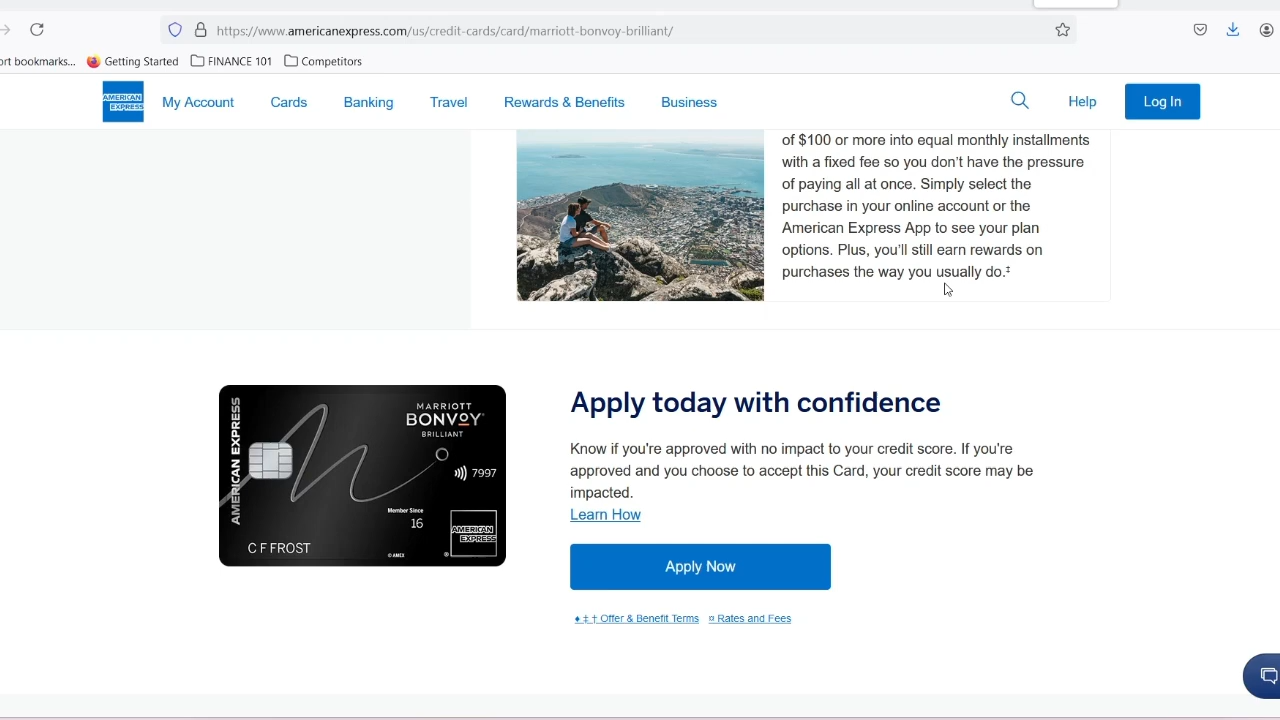 https://www.americanexpress.com/us/credit-cards/card/marriott-bonvoy-brilliant/
ort bookmarks... Getting Started FINANCE 101 Competitors
AMERICAN EXPRESS My Account Cards Banking Travel Rewards & Benefits Business Help Log In
of $100 or more into equal monthly installments
with a fixed fee so you don't have the pressure
of paying all at once. Simply select the
purchase in your online account or the
American Express App to see your plan
options. Plus, you'll still earn rewards on
purchases the way you usually do.‡
AMERICAN EXPRESS
MARRIOTT
BONVOY
BRILLIANT
7997
Member Since
16
AMERICAN
EXPRESS
C F FROST
© AMEX
Apply today with confidence
Know if you're approved with no impact to your credit score. If you're
approved and you choose to accept this Card, your credit score may be
impacted.
Learn How
Apply Now
♦ ‡ † Offer & Benefit Terms ¤ Rates and Fees